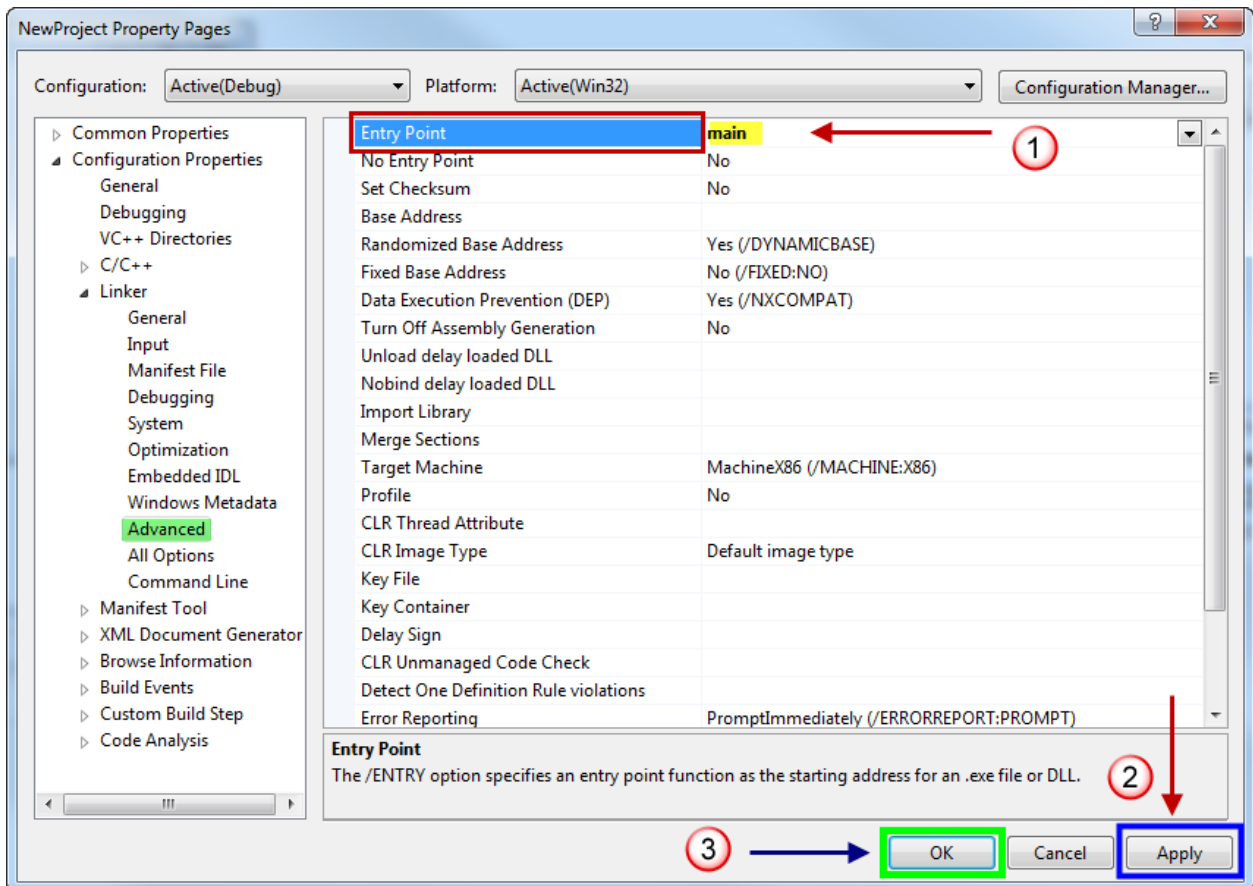 NewProject Property Pages
Configuration: Active(Debug) Platform: Active(Win32) Configuration Manager...
Common Properties
Configuration Properties
General
Debugging
VC++ Directories
C/C++
Linker
General
Input
Manifest File
Debugging
System
Optimization
Embedded IDL
Windows Metadata
Advanced
All Options
Command Line
Manifest Tool
XML Document Generator
Browse Information
Build Events
Custom Build Step
Code Analysis
Entry Point main
1
No Entry Point No
Set Checksum No
Base Address
Randomized Base Address Yes (/DYNAMICBASE)
Fixed Base Address No (/FIXED:NO)
Data Execution Prevention (DEP) Yes (/NXCOMPAT)
Turn Off Assembly Generation No
Unload delay loaded DLL
Nobind delay loaded DLL
Import Library
Merge Sections
Target Machine MachineX86 (/MACHINE:X86)
Profile No
CLR Thread Attribute
CLR Image Type Default image type
Key File
Key Container
Delay Sign
CLR Unmanaged Code Check
Detect One Definition Rule violations
Error Reporting PromptImmediately (/ERRORREPORT:PROMPT)
Entry Point
The /ENTRY option specifies an entry point function as the starting address for an .exe file or DLL.
2
3
OK Cancel Apply